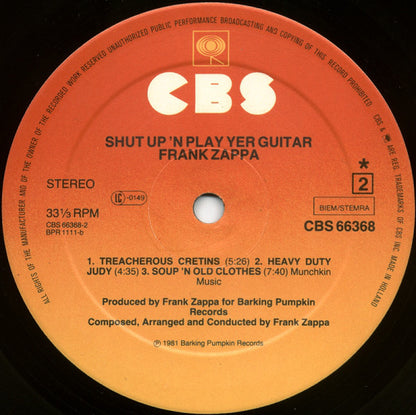 ALL RIGHTS OF THE MANUFACTURER AND OF THE OWNER OF THE RECORDED WORK RESERVED UNAUTHORIZED PUBLIC PERFORMANCE BROADCASTING AND COPYING OF THIS RECORD PROHIBITED
CBS
SHUT UP 'N PLAY YER GUITAR
FRANK ZAPPA
STEREO
33⅓ RPM
CBS 66368-2
BPR 1111-b
IC -0149
*
2
BIEM/STEMRA
CBS 66368
1. TREACHEROUS CRETINS (5:26) 2. HEAVY DUTY
JUDY (4:35) 3. SOUP 'N OLD CLOTHES (7:40) Munchkin
Music
Produced by Frank Zappa for Barking Pumpkin
Records
Composed, Arranged and Conducted by Frank Zappa
℗ 1981 Barking Pumpkin Records
CBS & ARE REG. TRADEMARKS OF CBS INC MADE IN HOLLAND